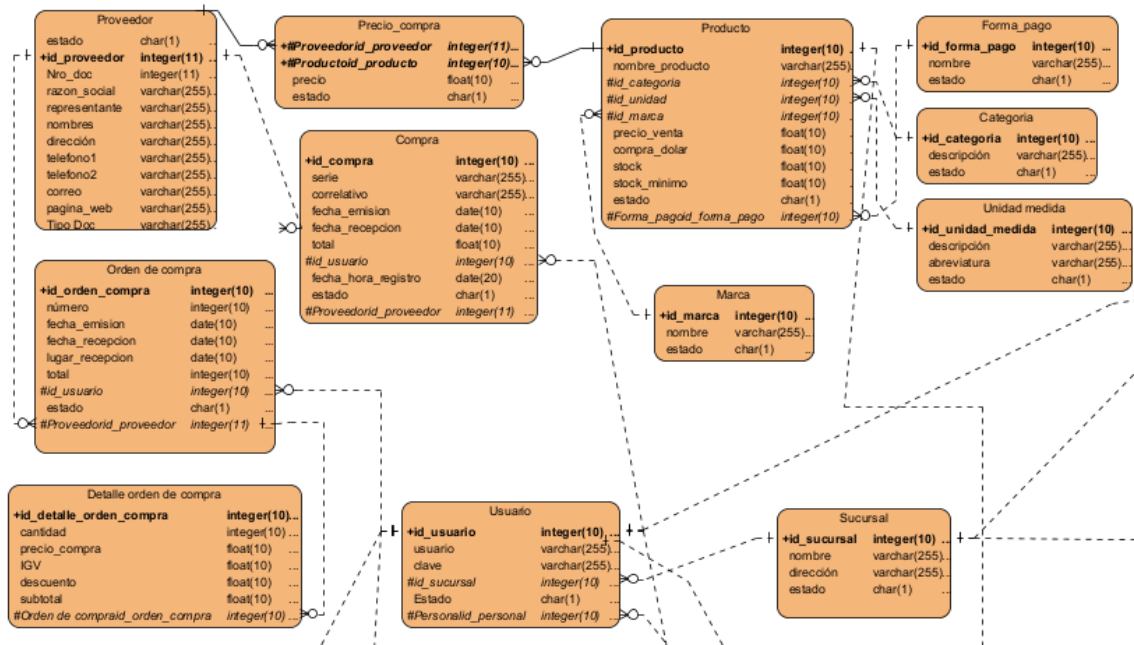 Proveedor
estado char(1) ...
+id_proveedor integer(11) ...
Nro_doc integer(11) ...
razon_social varchar(255)...
representante varchar(255)...
nombres varchar(255)...
dirección varchar(255)...
telefono1 varchar(255)...
telefono2 varchar(255)...
correo varchar(255)...
pagina_web varchar(255)...
Tipo Doc varchar(255)...
Precio_compra
+#Proveedorid_proveedor integer(11)...
+#Productoid_producto integer(10)...
precio float(10) ...
estado char(1) ...
Producto
+id_producto integer(10) ...
nombre_producto varchar(255)...
#id_categoria integer(10) ...
#id_unidad integer(10) ...
#id_marca integer(10) ...
precio_venta float(10) ...
compra_dolar float(10) ...
stock float(10) ...
stock_minimo float(10) ...
estado char(1) ...
#Forma_pagoid_forma_pago integer(10) ...
Forma_pago
+id_forma_pago integer(10) ...
nombre varchar(255)...
estado char(1) ...
Categoria
+id_categoria integer(10) ...
descripción varchar(255)...
estado char(1) ...
Unidad medida
+id_unidad_medida integer(10) ...
descripción varchar(255)...
abreviatura varchar(255)...
estado char(1) ...
Compra
+id_compra integer(10) ...
serie varchar(255)...
correlativo varchar(255)...
fecha_emision date(10) ...
fecha_recepcion date(10) ...
total float(10) ...
#id_usuario integer(10) ...
fecha_hora_registro date(20) ...
estado char(1) ...
#Proveedorid_proveedor integer(11) ...
Marca
+id_marca integer(10) ...
nombre varchar(255)...
estado char(1) ...
Orden de compra
+id_orden_compra integer(10) ...
número integer(10) ...
fecha_emision date(10) ...
fecha_recepcion date(10) ...
lugar_recepcion date(10) ...
total integer(10) ...
#id_usuario integer(10) ...
estado char(1) ...
#Proveedorid_proveedor integer(11) ...
Detalle orden de compra
+id_detalle_orden_compra integer(10)...
cantidad integer(10) ...
precio_compra float(10) ...
IGV float(10) ...
descuento float(10) ...
subtotal float(10) ...
#Orden de compraid_orden_compra integer(10) ...
Usuario
+id_usuario integer(10) ...
usuario varchar(255)...
clave varchar(255)...
#id_sucursal integer(10) ...
Estado char(1) ...
#Personalid_personal integer(10) ...
Sucursal
+id_sucursal integer(10) ...
nombre varchar(255)...
dirección varchar(255)...
estado char(1) ...